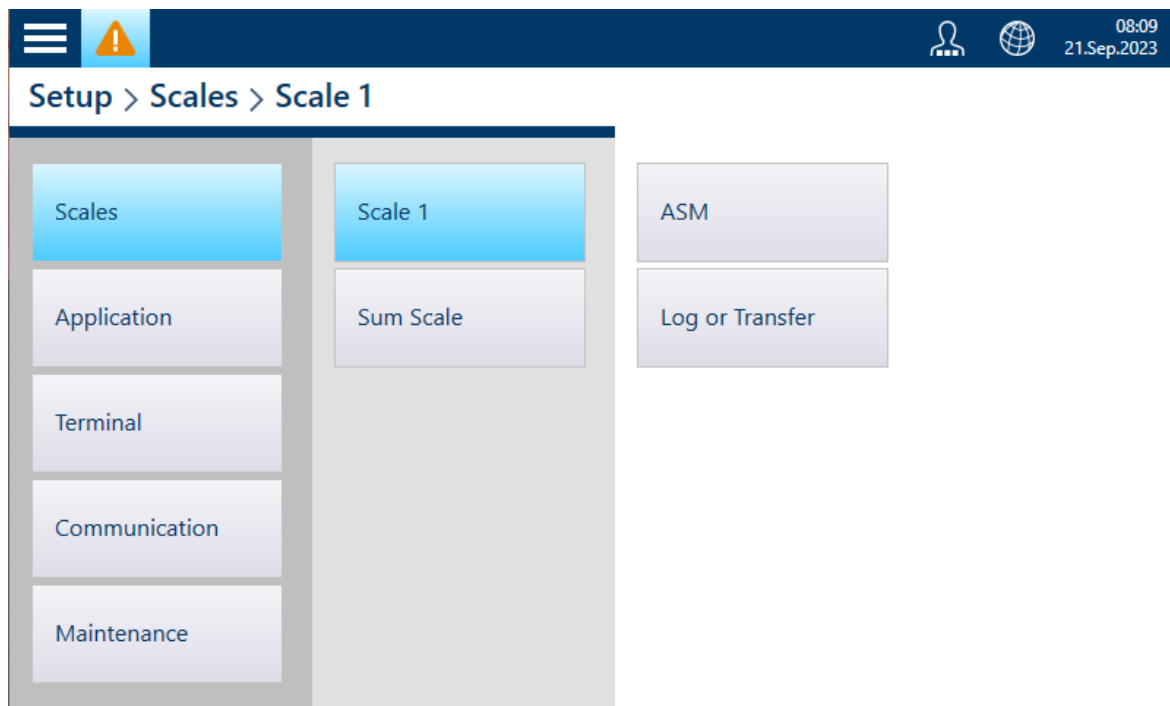 08:09
21.Sep.2023
Setup > Scales > Scale 1
Scales
Application
Terminal
Communication
Maintenance
Scale 1
Sum Scale
ASM
Log or Transfer